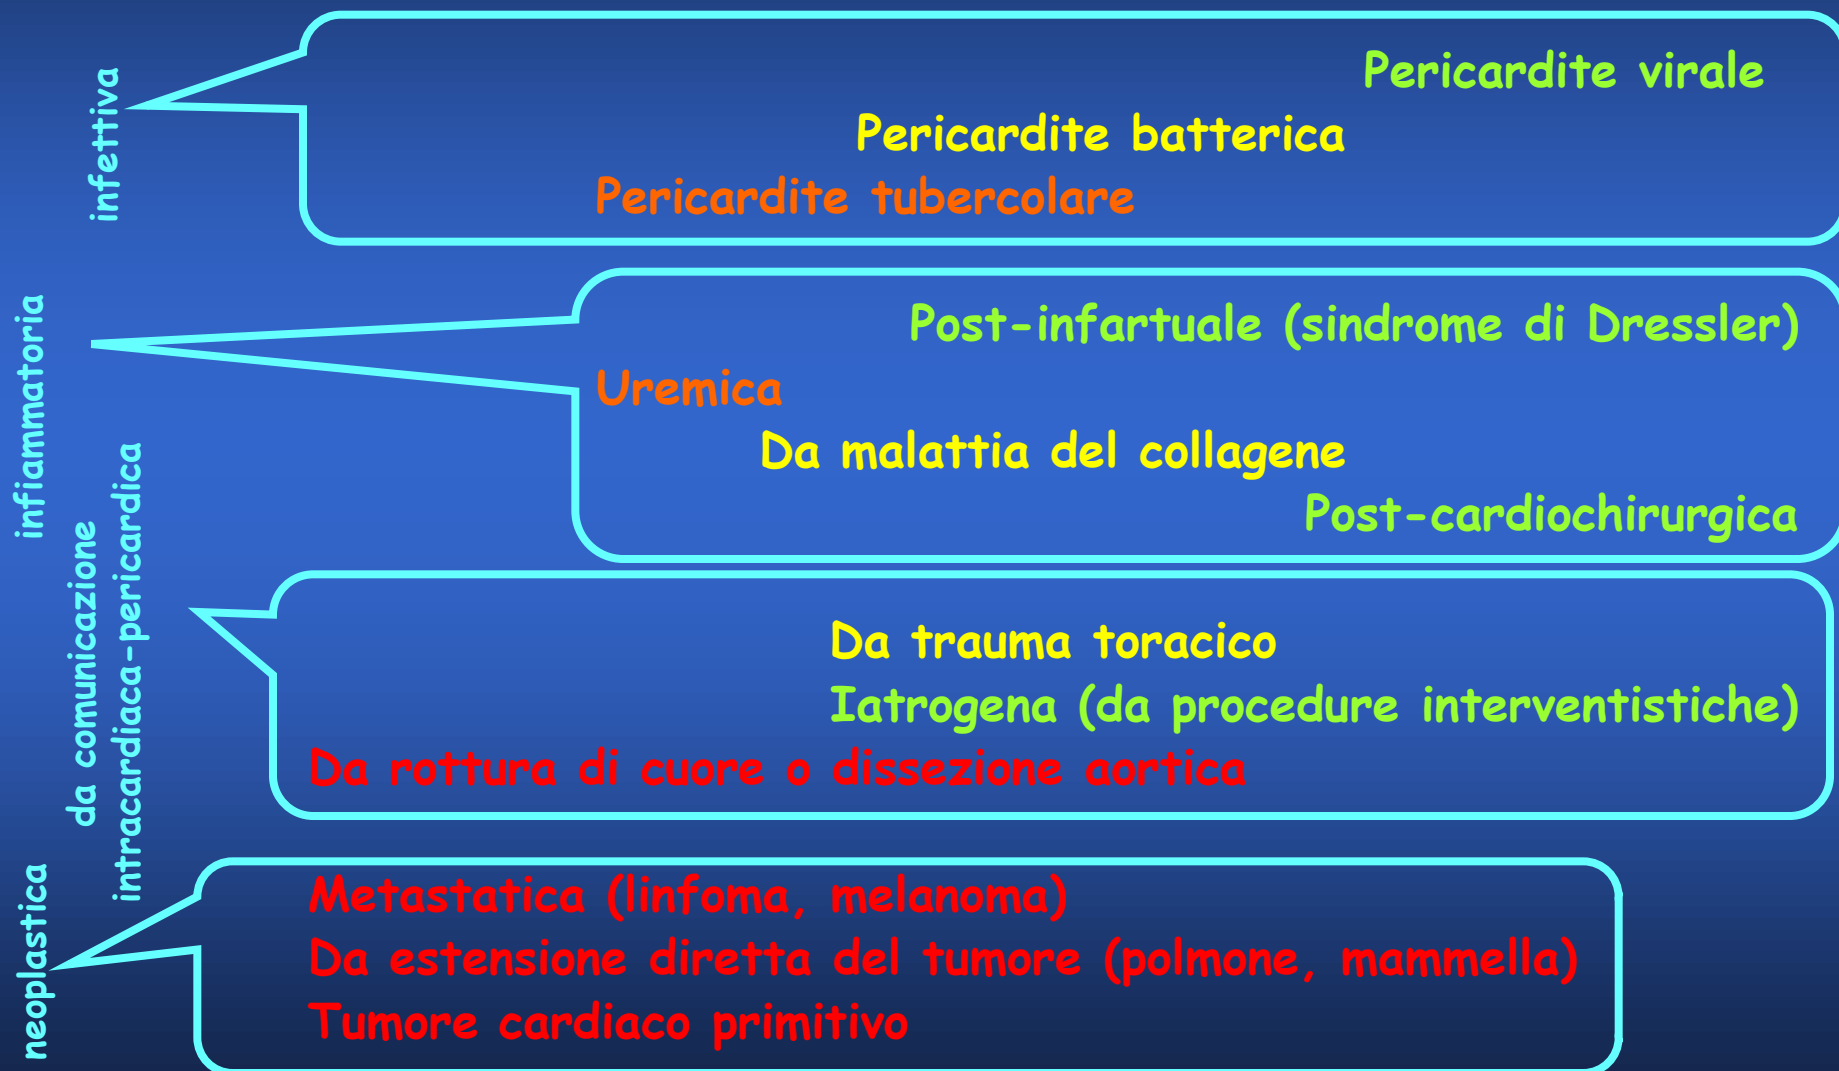 infettiva
Pericardite virale
Pericardite batterica
Pericardite tubercolare
infiammatoria
Post-infartuale (sindrome di Dressler)
Uremica
Da malattia del collagene
Post-cardiochirurgica
da comunicazione
intracardiaca-pericardica
Da trauma toracico
Iatrogena (da procedure interventistiche)
Da rottura di cuore o dissezione aortica
neoplastica
Metastatica (linfoma, melanoma)
Da estensione diretta del tumore (polmone, mammella)
Tumore cardiaco primitivo